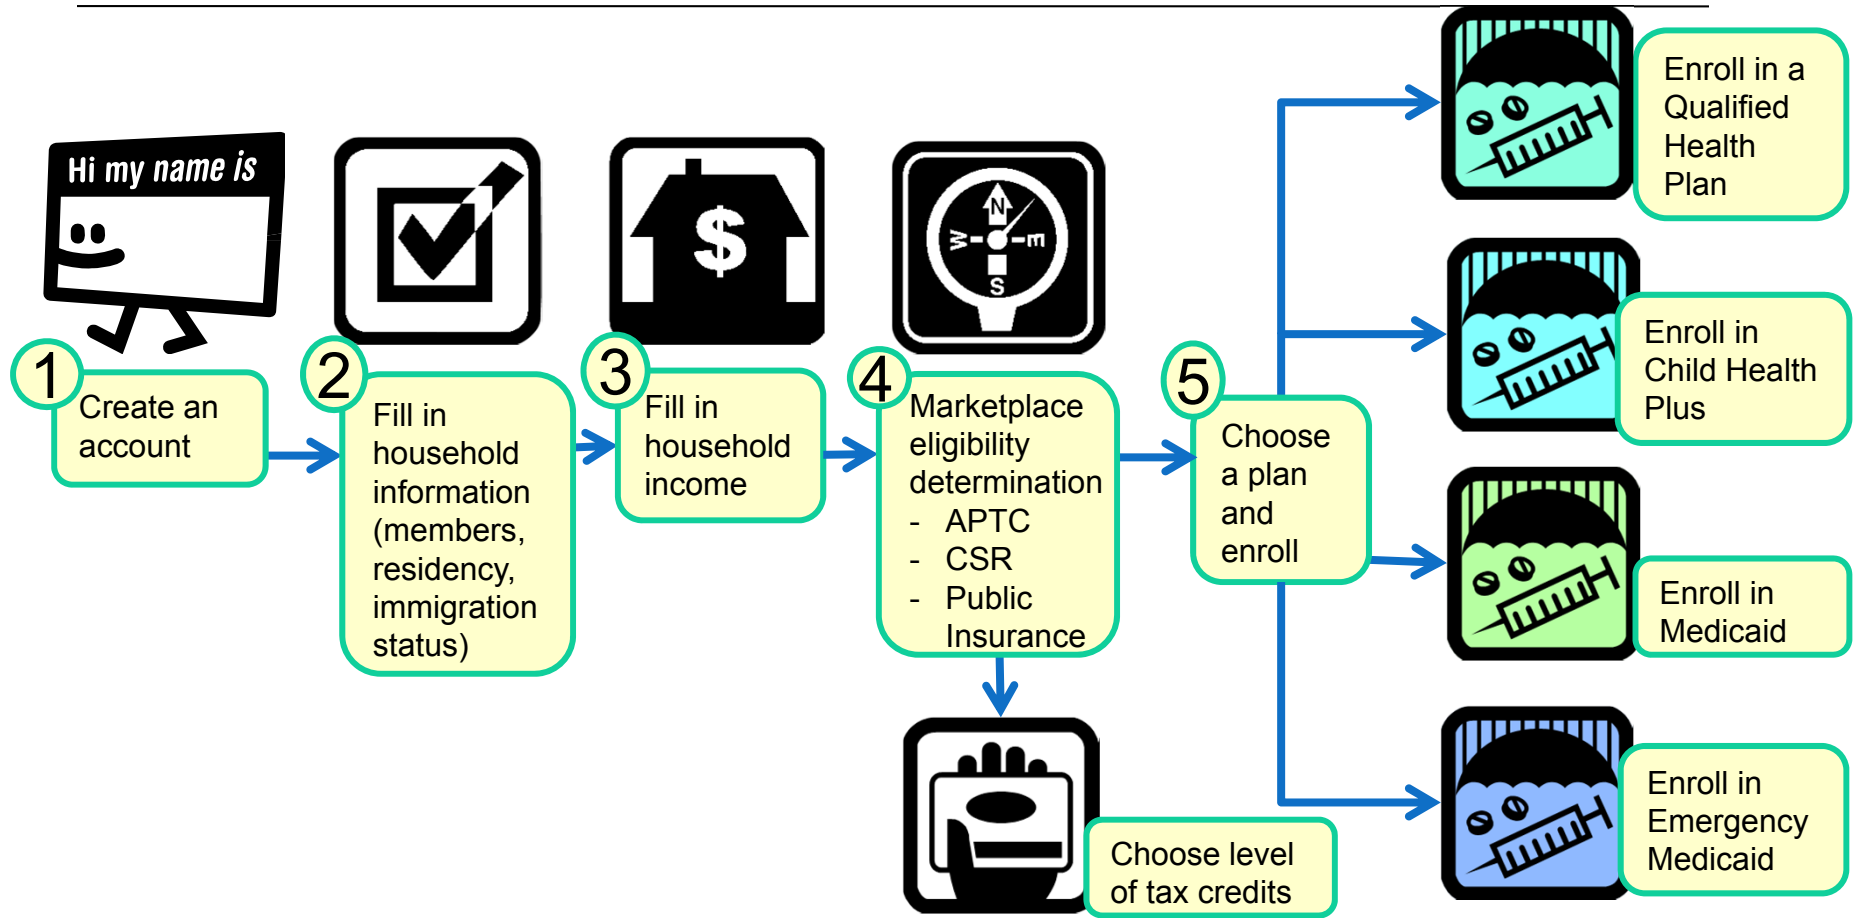 Hi my name is
1
Create an
account
2
Fill in
household
information
(members,
residency,
immigration
status)
3
Fill in
household
income
N
W
E
S
4
Marketplace
eligibility
determination
- APTC
- CSR
- Public
Insurance
Choose level
of tax credits
5
Choose
a plan
and
enroll
Enroll in a
Qualified
Health
Plan
Enroll in
Child Health
Plus
Enroll in
Medicaid
Enroll in
Emergency
Medicaid
$